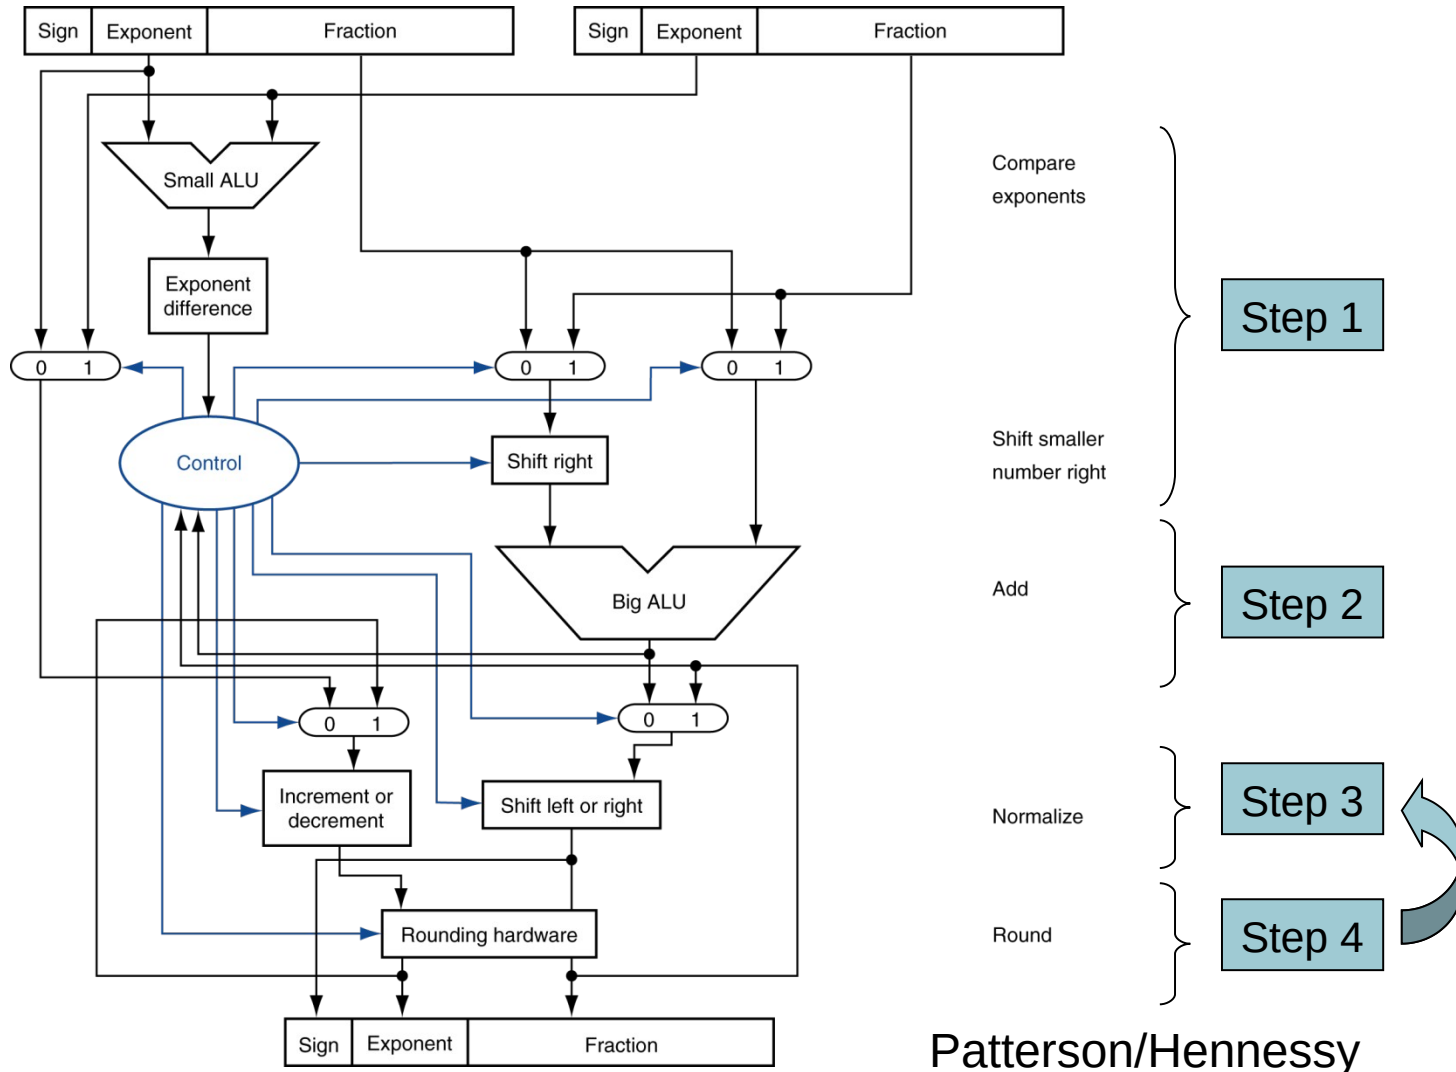 Sign Exponent Fraction
Sign Exponent Fraction
Small ALU
Compare
exponents
Exponent
difference
Step 1
0 1
0 1
0 1
Control
Shift right
Shift smaller
number right
Big ALU
Add
Step 2
0 1
0 1
Increment or
decrement
Shift left or right
Normalize
Step 3
Rounding hardware
Round
Step 4
Sign Exponent Fraction
Patterson/Hennessy